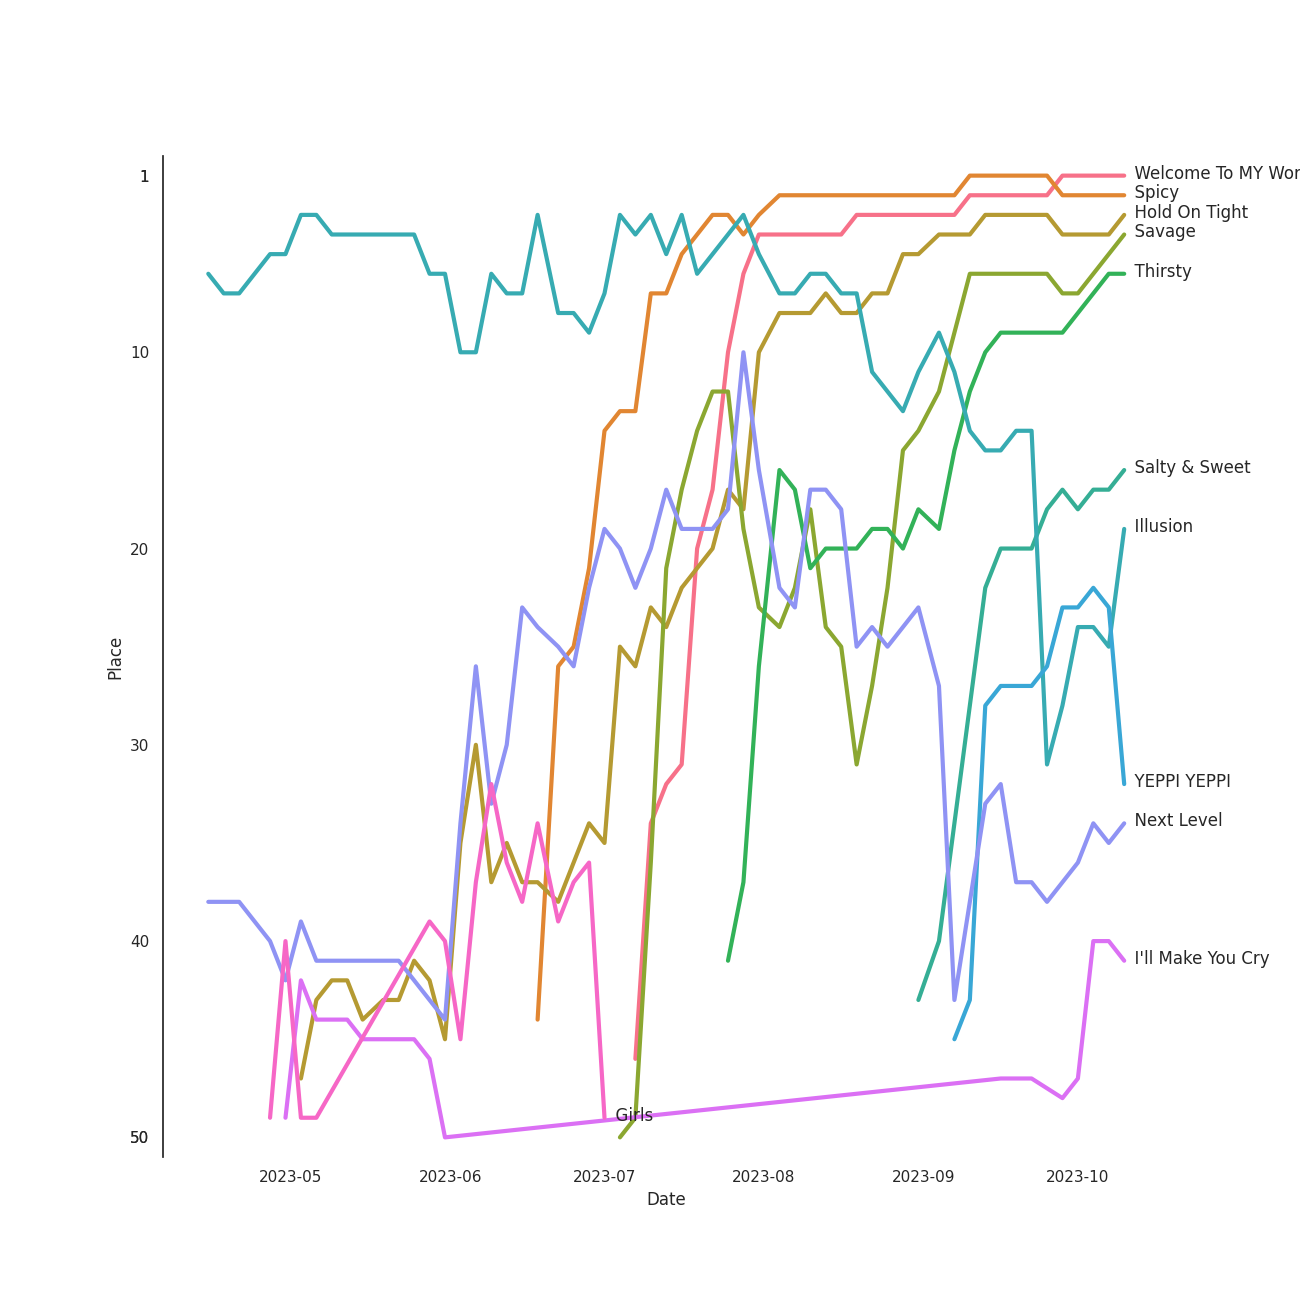 1
10
20
30
40
50
Place
Welcome To MY Wor
Spicy
Hold On Tight
Savage
Thirsty
Salty & Sweet
Illusion
YEPPI YEPPI
Next Level
I'll Make You Cry
Girls
2023-05 2023-06 2023-07 2023-08 2023-09 2023-10
Date